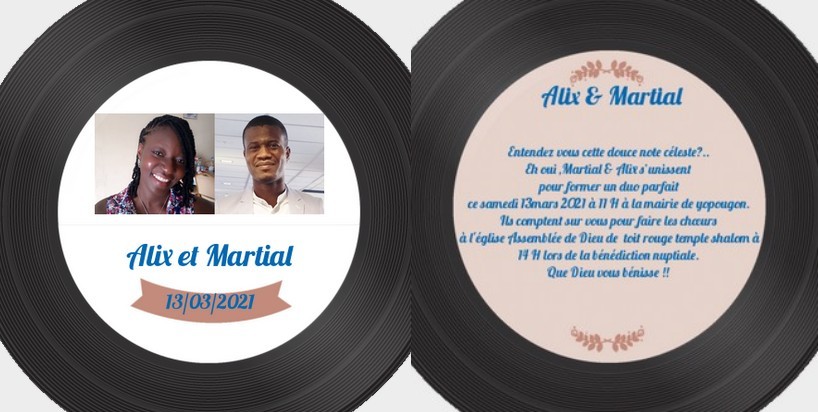 Alix et Martial
13/03/2021
Alix & Martial
Entendez vous cette douce note céleste?..
Eh oui ,Martial & Alix s'unissent
pour former un duo parfait
ce samedi 13mars 2021 à 11 H à la mairie de yopougon.
Ils comptent sur vous pour faire les chœurs
à l'église Assemblée de Dieu de toit rouge temple shalom à
14 H lors de la bénédiction nuptiale.
Que Dieu vous bénisse !!